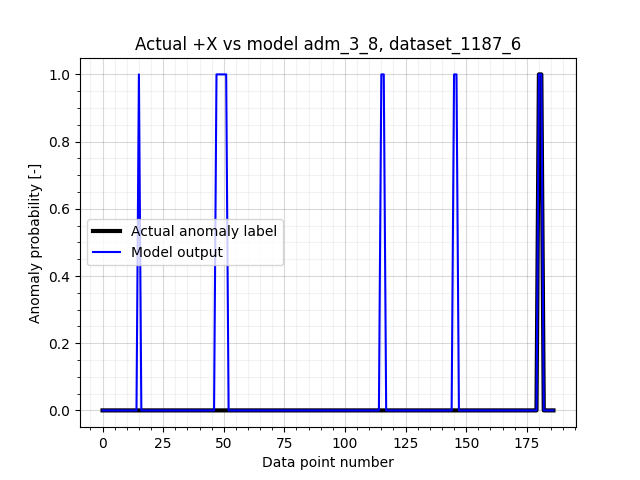 Actual +X vs model adm_3_8, dataset_1187_6
1.0
0.8
0.6
0.4
0.2
0.0
Anomaly probability [-]
Actual anomaly label
Model output
0 25 50 75 100 125 150 175
Data point number